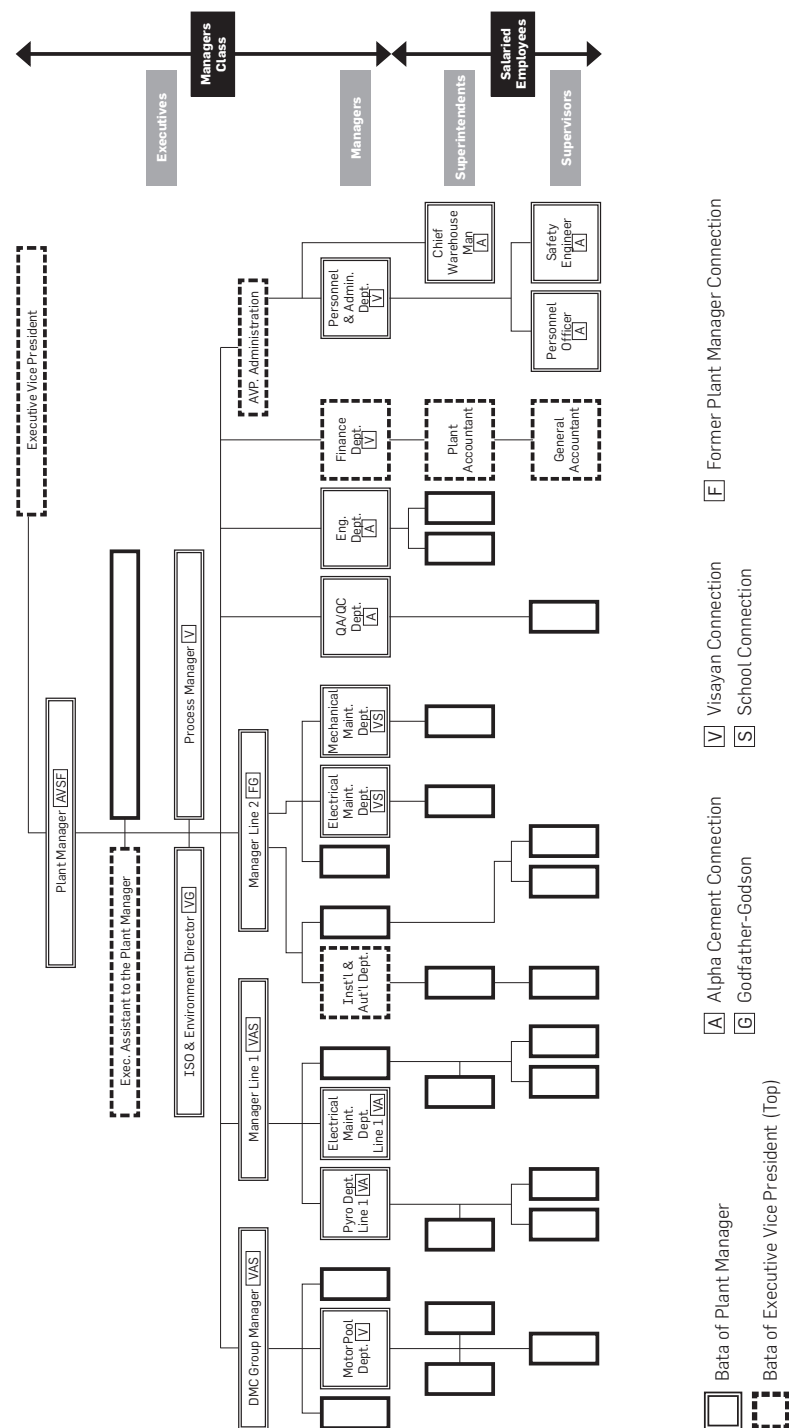 Managers
Class
Salaried
Employees
Executives
Managers
Superintendents
Supervisors
Executive Vice President
Plant Manager AVSF
Exec. Assistant to the Plant Manager
ISO & Environment Director VG
Process Manager V
DMC Group Manager VAS
Manager Line 1 VAS
Manager Line 2 FG
AVP. Administration
MotorPool
Dept. V
Pyro Dept.
Line 1 VA
Electrical
Maint.
Dept.
Line 1 VA
Inst'l &
Aut'l Dept.
Electrical
Maint.
Dept.
VS
Mechanical
Maint.
Dept.
VS
QA/QC
Dept.
A
Eng.
Dept.
A
Finance
Dept.
V
Personnel
& Admin.
Dept.
V
Plant
Accountant
Chief
Warehouse
Man
A
General
Accountant
Personnel
Officer
A
Safety
Engineer
A
Bata of Plant Manager
Bata of Executive Vice President (Top)
A Alpha Cement Connection
G Godfather-Godson
V Visayan Connection
S School Connection
F Former Plant Manager Connection